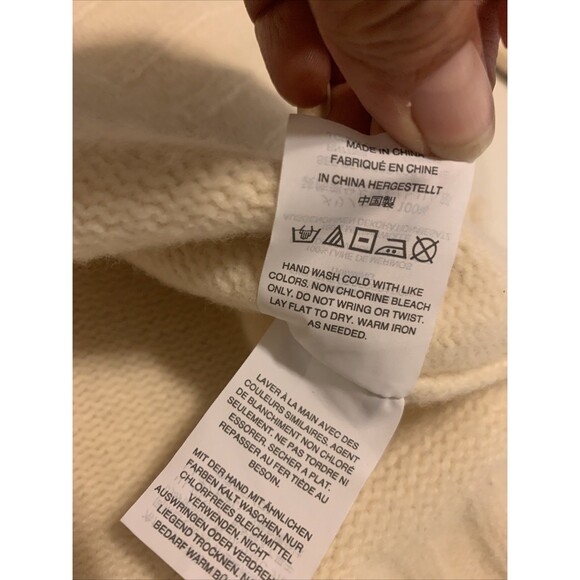 MADE IN CHINA
FABRIQUÉ EN CHINE
IN CHINA HERGESTELLT
中国製
HAND WASH COLD WITH LIKE
COLORS. NON CHLORINE BLEACH
ONLY. DO NOT WRING OR TWIST.
LAY FLAT TO DRY. WARM IRON
AS NEEDED.
LAVER À LA MAIN AVEC DES
COULEURS SIMILAIRES. AGENT
DE BLANCHIMENT NON CHLORÉ
SEULEMENT. NE PAS TORDRE NI
ESSORER. SECHER A PLAT.
REPASSER AU FER TIÈDE AU
BESOIN.
MIT DER HAND MIT ÄHNLICHEN
FARBEN KALT WASCHEN, NUR
CHLORFREIES BLEICHMITTEL
VERWENDEN, NICHT
AUSWRINGEN ODER VERDREH
LIEGEND TROCKNEN, N
BEDARF WARM B